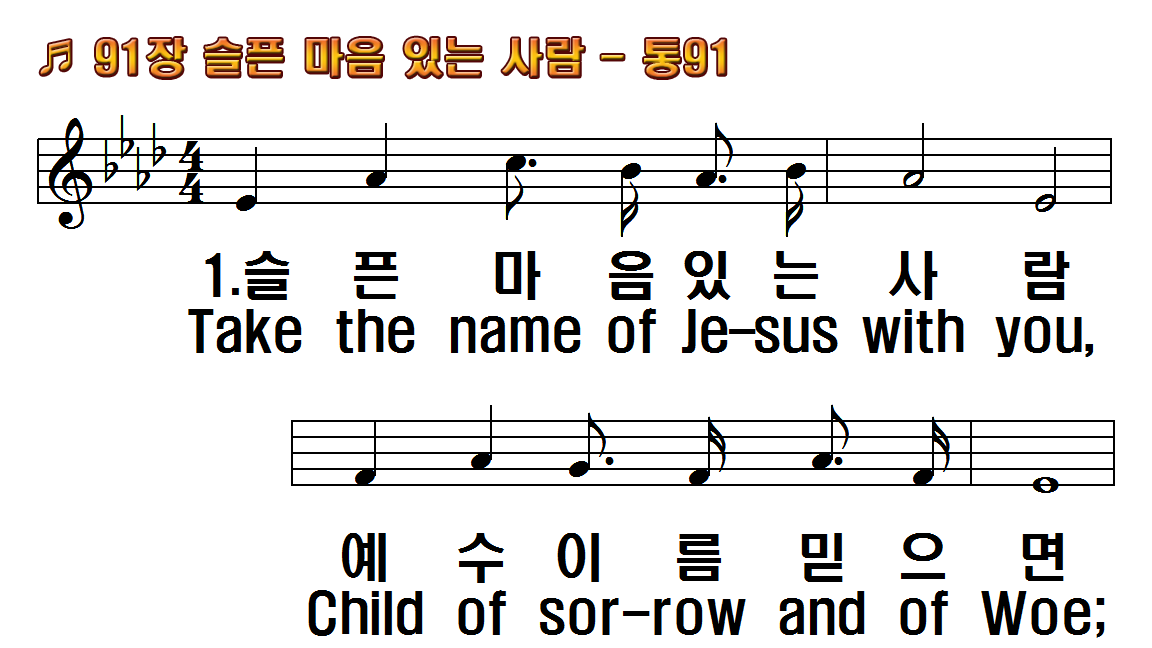 ♬ 91장 슬픈 마음 있는 사람 - 통91
4
4
1.슬 픈 마 음 있 는 사 람
Take the name of Je-sus with you,
예 수 이 름 믿 으 면
Child of sor-row and of Woe;